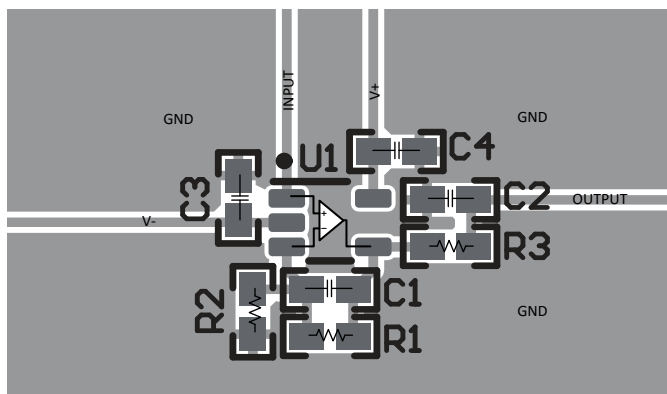 INPUT
V+
GND
GND
U1
C4
C3
C2
OUTPUT
V-
+
-
R3
R2
C1
GND
R1